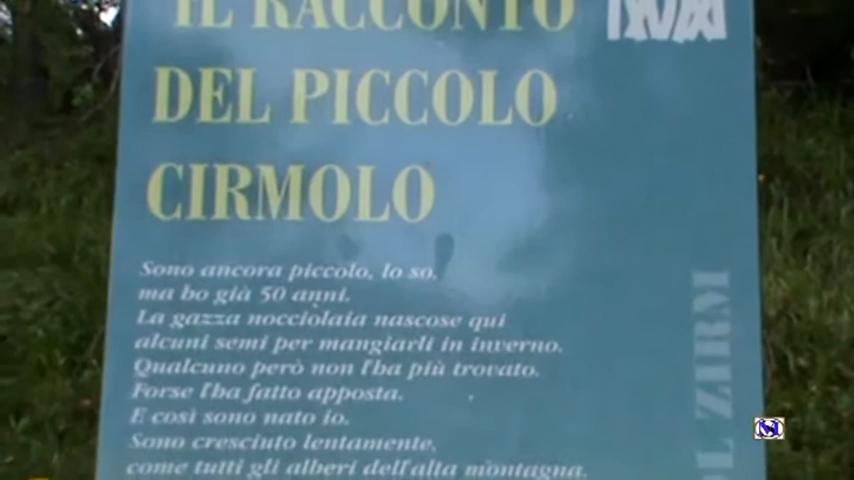 IL RACCONTO
DEL PICCOLO
CIRMOLO
Sono ancora piccolo, lo so,
ma ho già 50 anni.
La gazza nocciolaia nascose qui
alcuni semi per mangiarli in inverno.
Qualcuno però non l'ha più trovato.
Forse l'ha fatto apposta.
E così sono nato io.
Sono cresciuto lentamente,
come tutti gli alberi dell'alta montagna.
L ZIRM